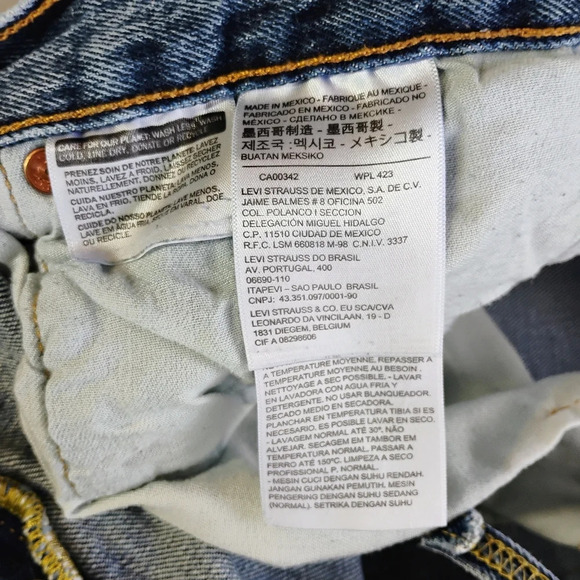 CARE FOR OUR PLANET: WASH LESS, WASH
COLD, LINE DRY, DONATE OR RECYCLE
PRENEZ SOIN DE NOTRE PLANETE: LAVEZ
MOINS, LAVEZ A FROID, LAISSEZ SÉCHER
NATURELLEMENT, DONNEZ OU RECYCLEZ
CUIDA NUESTRO PLANETA: LAVE MENOS,
LAVA EN FRIO, TIENDE
RECICLA.
CUIDE DO NOSSO PLANETA: LAVE MENOS,
LAVE EM ÁGUA FRIA, SEQUE EM VARAL, DOE
OU RECICLE.
MADE IN MEXICO - FABRIQUE AU MEXIQUE -
FABRICADO EN MEXICO - FABRICADO NO
MÉXICO - СДЕЛАНО В МЕКСИКЕ -
墨西哥制造 - 墨西哥製 -
제조국 :멕시코 - メキシコ製 -
BUATAN MEKSIKO
CA00342 WPL 423
LEVI STRAUSS DE MEXICO, S.A. DE C.V.
JAIME BALMES # 8 OFICINA 502
COL. POLANCO I SECCION
DELEGACIÓN MIGUEL HIDALGO
C.P. 11510 CIUDAD DE MEXICO
R.F.C. LSM 660818 M-98 C.N.I.V. 3337
LEVI STRAUSS DO BRASIL
AV. PORTUGAL, 400
06690-110
ITAPEVI – SAO PAULO BRASIL
CNPJ: 43.351.097/0001-90
LEVI STRAUSS & CO. EU SCA/CVA
LEONARDO DA VINCILAAN, 19 - D
1831 DIEGEM, BELGIUM
CIF A 08298606
TEMPERATURE MOYENNE, REPASSER A
A TEMPERATURE MOYENNE AU BESOIN .
NETTOYAGE A SEC POSSIBLE. - LAVAR
EN LAVADORA CON AGUA FRIA Y
DETERGENTE. NO USAR BLANQUEADOR.
SECADO MEDIO EN SECADORA.
PLANCHAR EN TEMPERATURA TIBIA SI ES
NECESARIO. ES POSIBLE LAVAR EN SECO.
- LAVAGEM NORMAL ATÉ 30º, NÃO
ALVEJAR. SECAGEM EM TAMBOR EM
TEMPERATURA NORMAL. PASSAR A
FERRO ATÉ 150ºC. LIMPEZA A SECO
PROFISSIONAL P, NORMAL.
- MESIN CUCI DENGAN SUHU RENDAH.
JANGAN GUNAKAN PEMUTIH, MESIN
PENGERING DENGAN SUHU SEDANG
(NORMAL). SETRIKA DENGAN SUHU